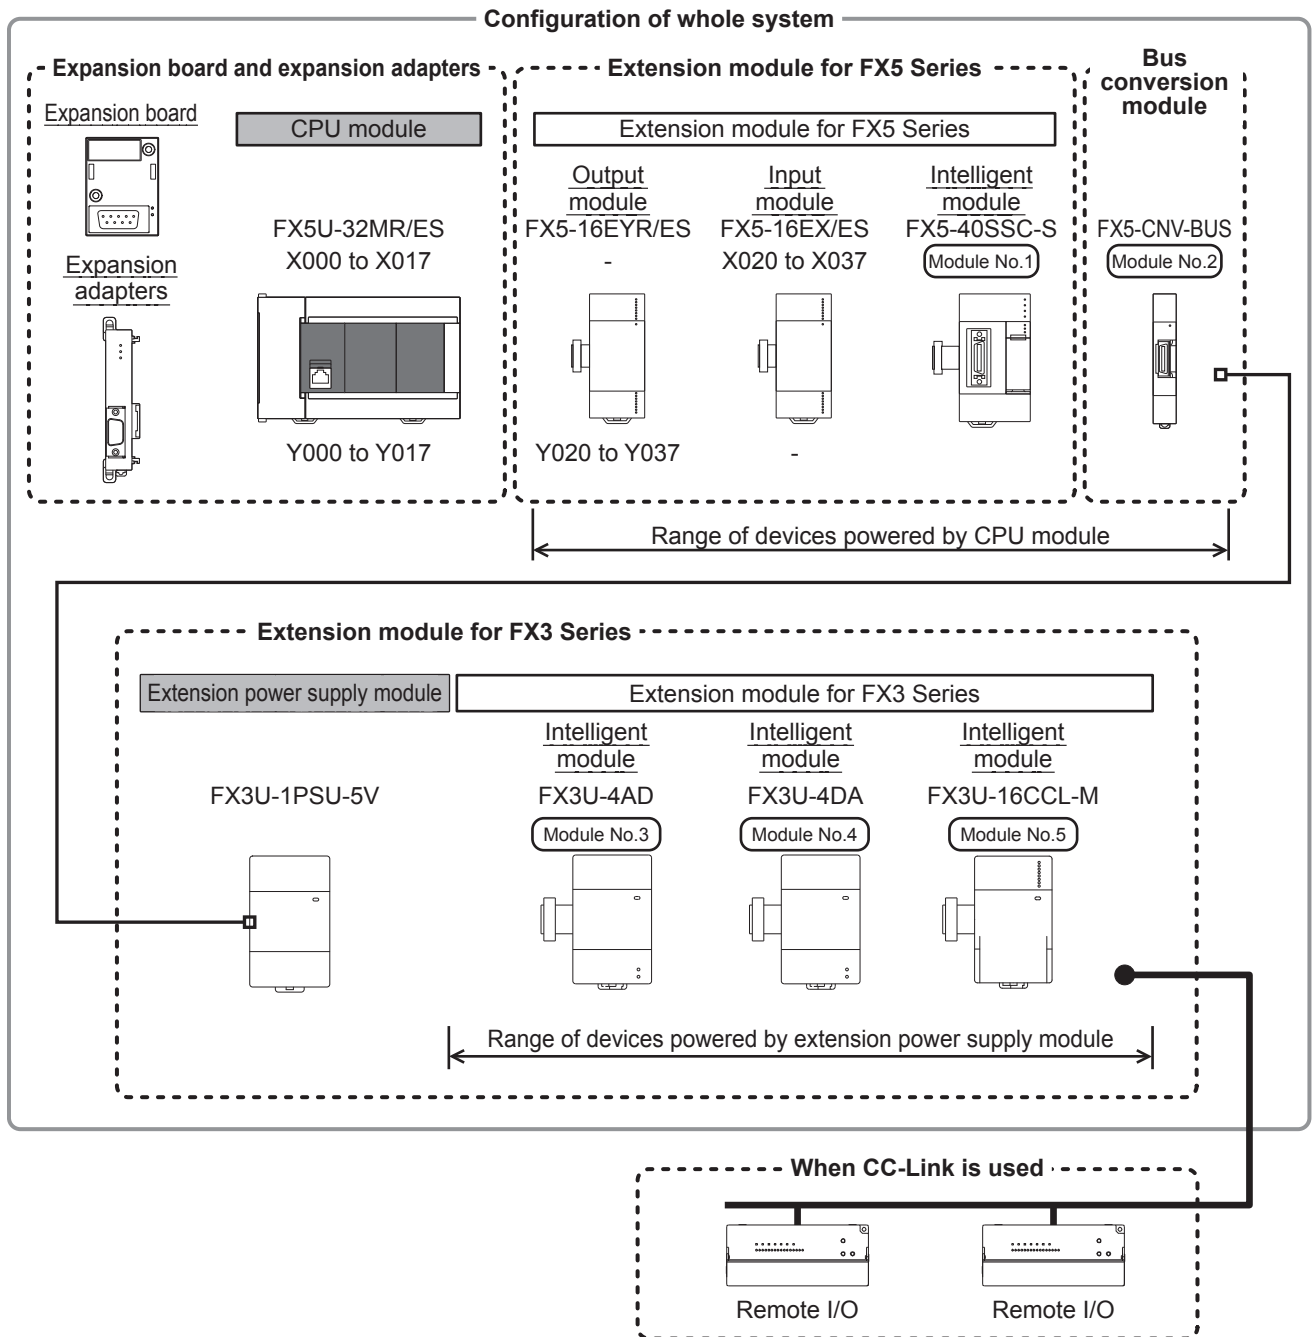 Configuration of whole system
Expansion board and expansion adapters
Extension module for FX5 Series
Bus
conversion
module
Expansion board
CPU module
Extension module for FX5 Series
Output
module
FX5-16EYR/ES
Input
module
FX5-16EX/ES
Intelligent
module
FX5-40SSC-S
FX5U-32MR/ES
FX5-CNV-BUS
X000 to X017
-
X020 to X037
Module No.1
Module No.2
Expansion
adapters
Y000 to Y017
Y020 to Y037
-
Range of devices powered by CPU module
Extension module for FX3 Series
Extension power supply module
Extension module for FX3 Series
Intelligent
module
Intelligent
module
Intelligent
module
FX3U-1PSU-5V
FX3U-4AD
FX3U-4DA
FX3U-16CCL-M
Module No.3
Module No.4
Module No.5
Range of devices powered by extension power supply module
When CC-Link is used
Remote I/O
Remote I/O